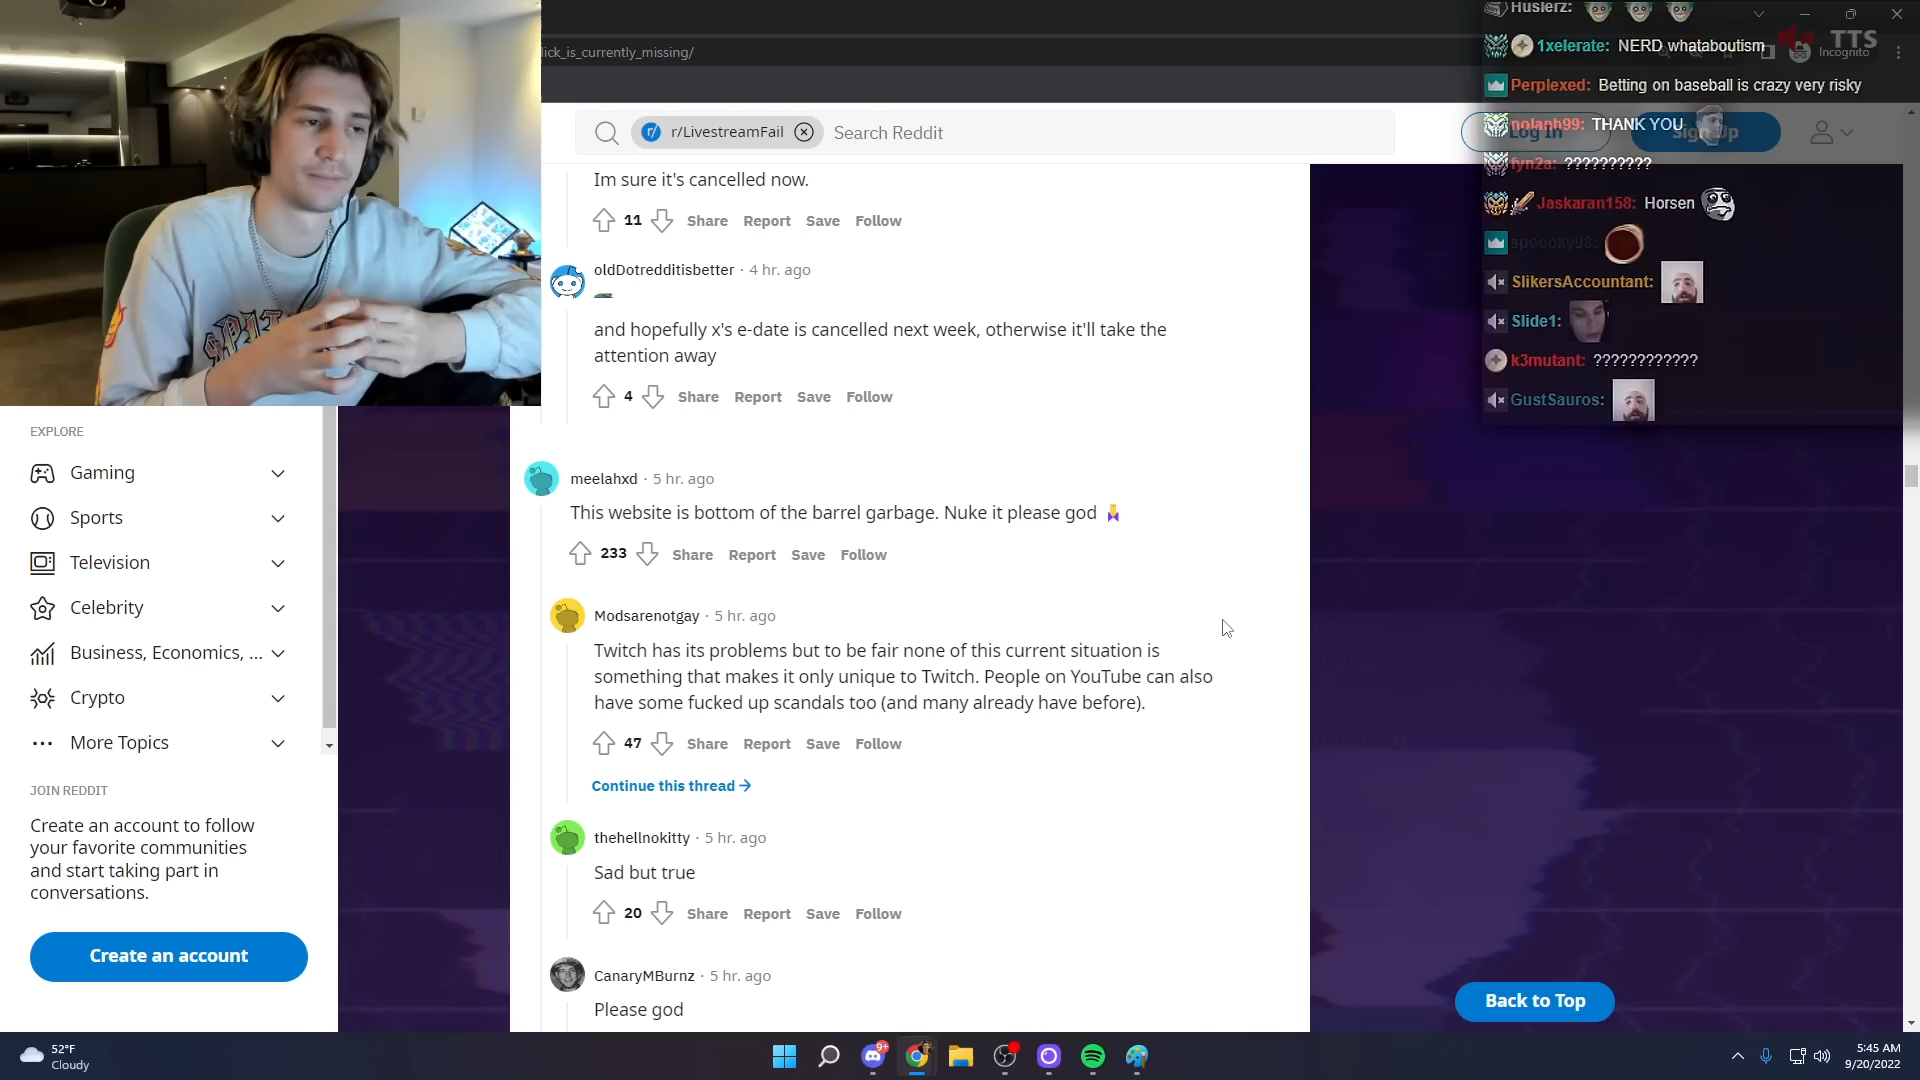 lick_is_currently_missing/
Incognito
TTS
Huslerz:
1xelerate: NERD whataboutism
Perplexed: Betting on baseball is crazy very risky
nolanh99: THANK YOU
fyn2a: ??????????
Jaskaran158: Horsen
spoooky98:
SlikersAccountant:
Slide1:
k3mutant: ????????????
GustSauros:
r/LivestreamFail
Search Reddit
Log In
Sign Up
Im sure it's cancelled now.
11 Share Report Save Follow
oldDotredditisbetter · 4 hr. ago
and hopefully x's e-date is cancelled next week, otherwise it'll take the
attention away
4 Share Report Save Follow
meelahxd · 5 hr. ago
This website is bottom of the barrel garbage. Nuke it please god
233 Share Report Save Follow
Modsarenotgay · 5 hr. ago
Twitch has its problems but to be fair none of this current situation is
something that makes it only unique to Twitch. People on YouTube can also
have some fucked up scandals too (and many already have before).
47 Share Report Save Follow
Continue this thread →
thehellnokitty · 5 hr. ago
Sad but true
20 Share Report Save Follow
CanaryMBurnz · 5 hr. ago
Please god
EXPLORE
Gaming
Sports
Television
Celebrity
Business, Economics, ...
Crypto
More Topics
JOIN REDDIT
Create an account to follow
your favorite communities
and start taking part in
conversations.
Create an account
Back to Top
52°F
Cloudy
9+
5:45 AM
9/20/2022